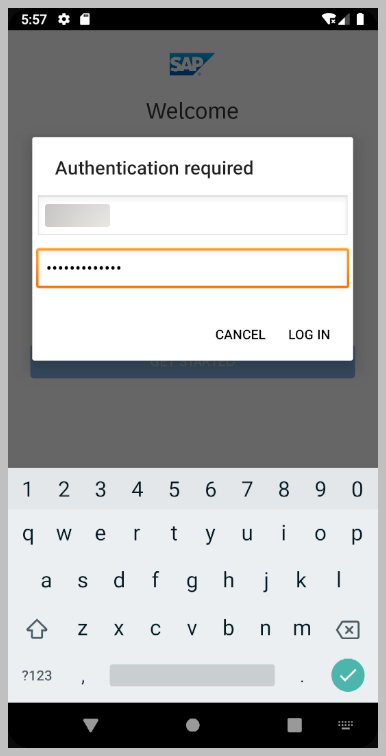 5:57
SAP
Welcome
Authentication required
•••••••••••••
CANCEL LOG IN
GET STARTED
1 2 3 4 5 6 7 8 9 0
q w e r t y u i o p
a s d f g h j k l
z x c v b n m
?123 , .